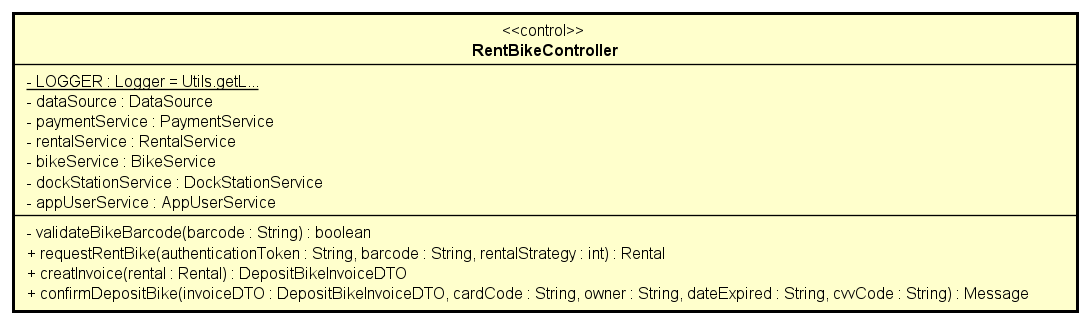 <<control>>
RentBikeController
- LOGGER : Logger = Utils.getL...
- dataSource : DataSource
- paymentService : PaymentService
- rentalService : RentalService
- bikeService : BikeService
- dockStationService : DockStationService
- appUserService : AppUserService
- validateBikeBarcode(barcode : String) : boolean
+ requestRentBike(authenticationToken : String, barcode : String, rentalStrategy : int) : Rental
+ creatInvoice(rental : Rental) : DepositBikeInvoiceDTO
+ confirmDepositBike(invoiceDTO : DepositBikeInvoiceDTO, cardCode : String, owner : String, dateExpired : String, cvvCode : String) : Message